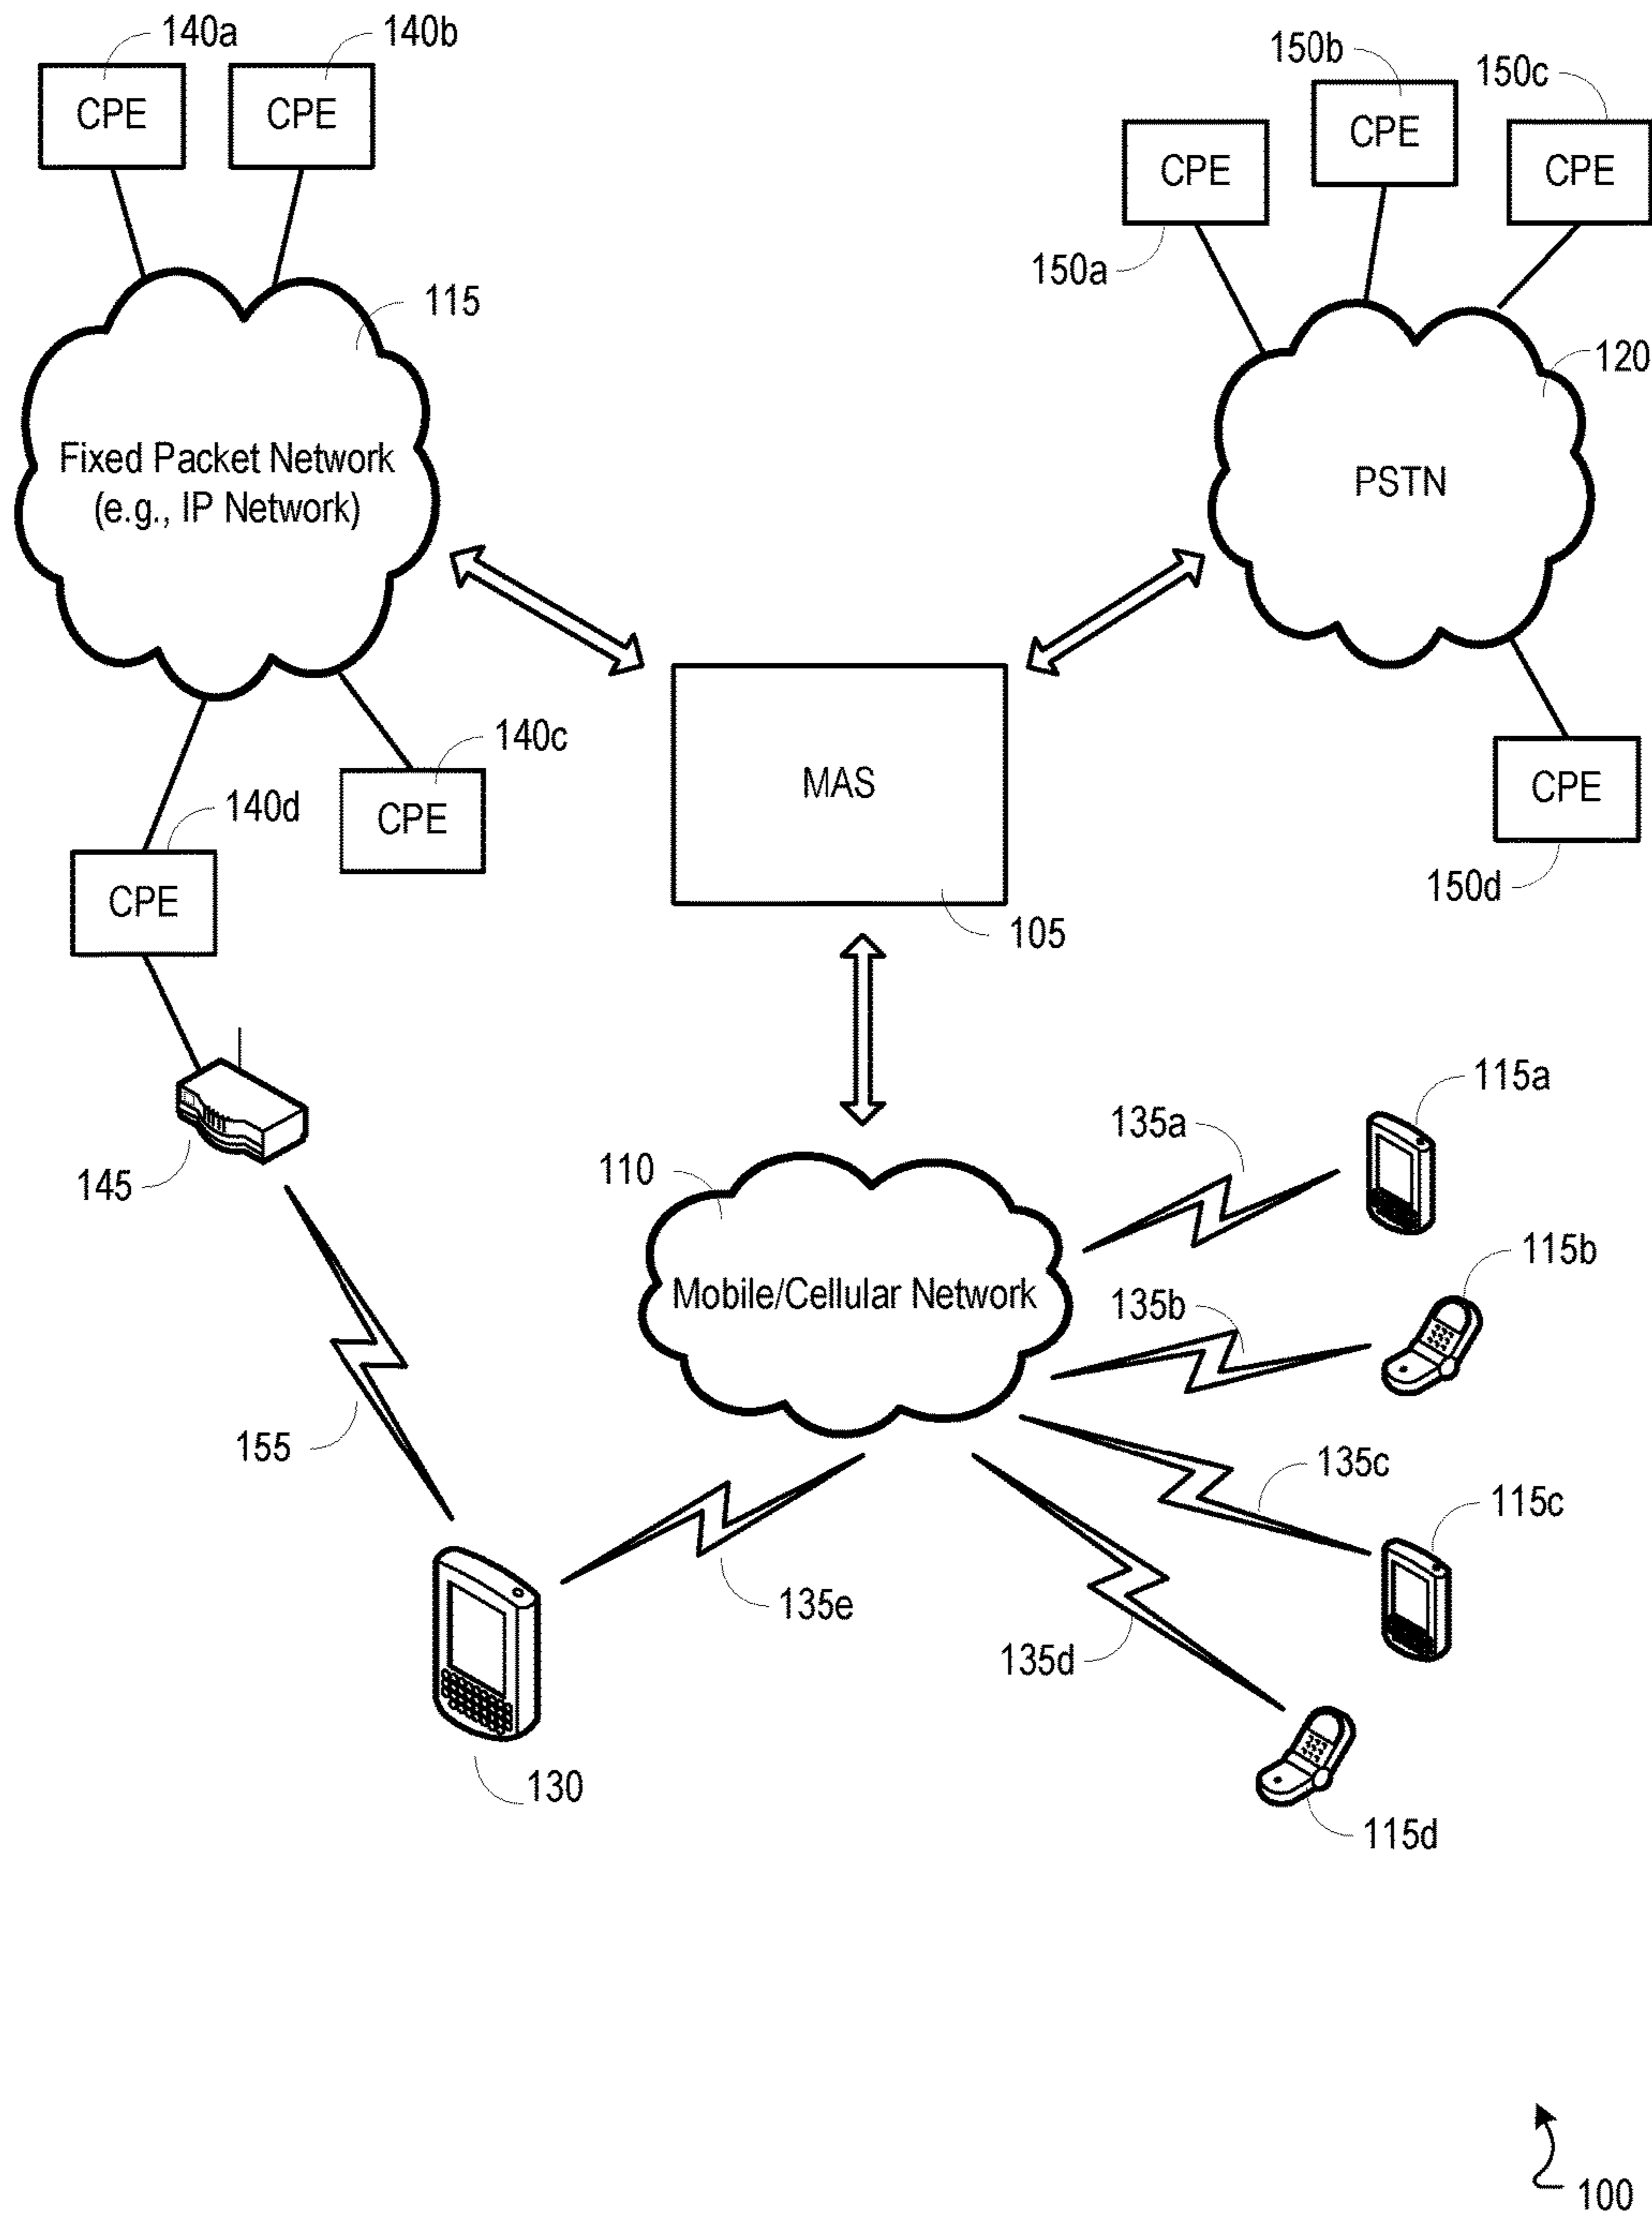 140a
140b
150b
150c
CPE
CPE
CPE
CPE
CPE
150a
115
120
Fixed Packet Network
(e.g., IP Network)
PSTN
140c
MAS
CPE
140d
CPE
CPE
150d
105
115a
135a
110
145
115b
Mobile/Cellular Network
135b
155
135c
115c
135e
135d
130
115d
100